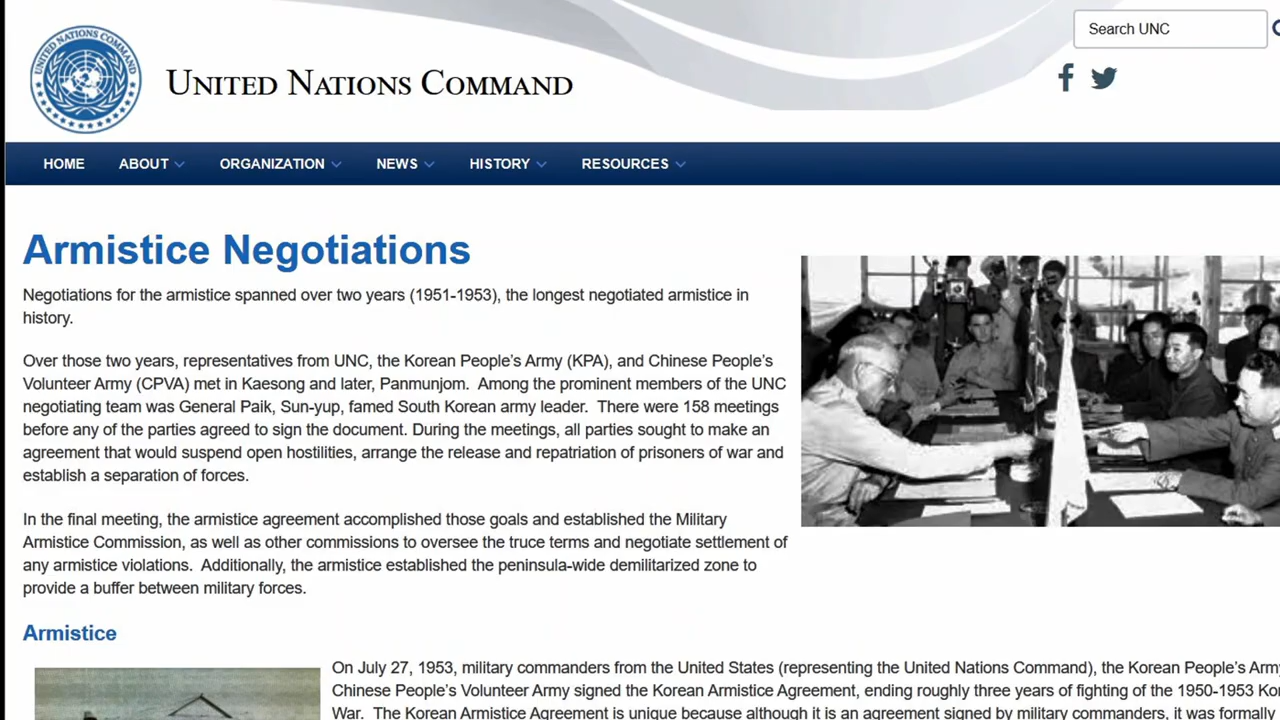 UNITED NATIONS COMMAND
UNITED NATIONS COMMAND
Search UNC
HOME ABOUT ORGANIZATION NEWS HISTORY RESOURCES
Armistice Negotiations
Negotiations for the armistice spanned over two years (1951-1953), the longest negotiated armistice in
history.
Over those two years, representatives from UNC, the Korean People's Army (KPA), and Chinese People's
Volunteer Army (CPVA) met in Kaesong and later, Panmunjom. Among the prominent members of the UNC
negotiating team was General Paik, Sun-yup, famed South Korean army leader. There were 158 meetings
before any of the parties agreed to sign the document. During the meetings, all parties sought to make an
agreement that would suspend open hostilities, arrange the release and repatriation of prisoners of war and
establish a separation of forces.
In the final meeting, the armistice agreement accomplished those goals and established the Military
Armistice Commission, as well as other commissions to oversee the truce terms and negotiate settlement of
any armistice violations. Additionally, the armistice established the peninsula-wide demilitarized zone to
provide a buffer between military forces.
Armistice
On July 27, 1953, military commanders from the United States (representing the United Nations Command), the Korean People's Army
Chinese People's Volunteer Army signed the Korean Armistice Agreement, ending roughly three years of fighting of the 1950-1953 Ko
War. The Korean Armistice Agreement is unique because although it is an agreement signed by military commanders, it was formally